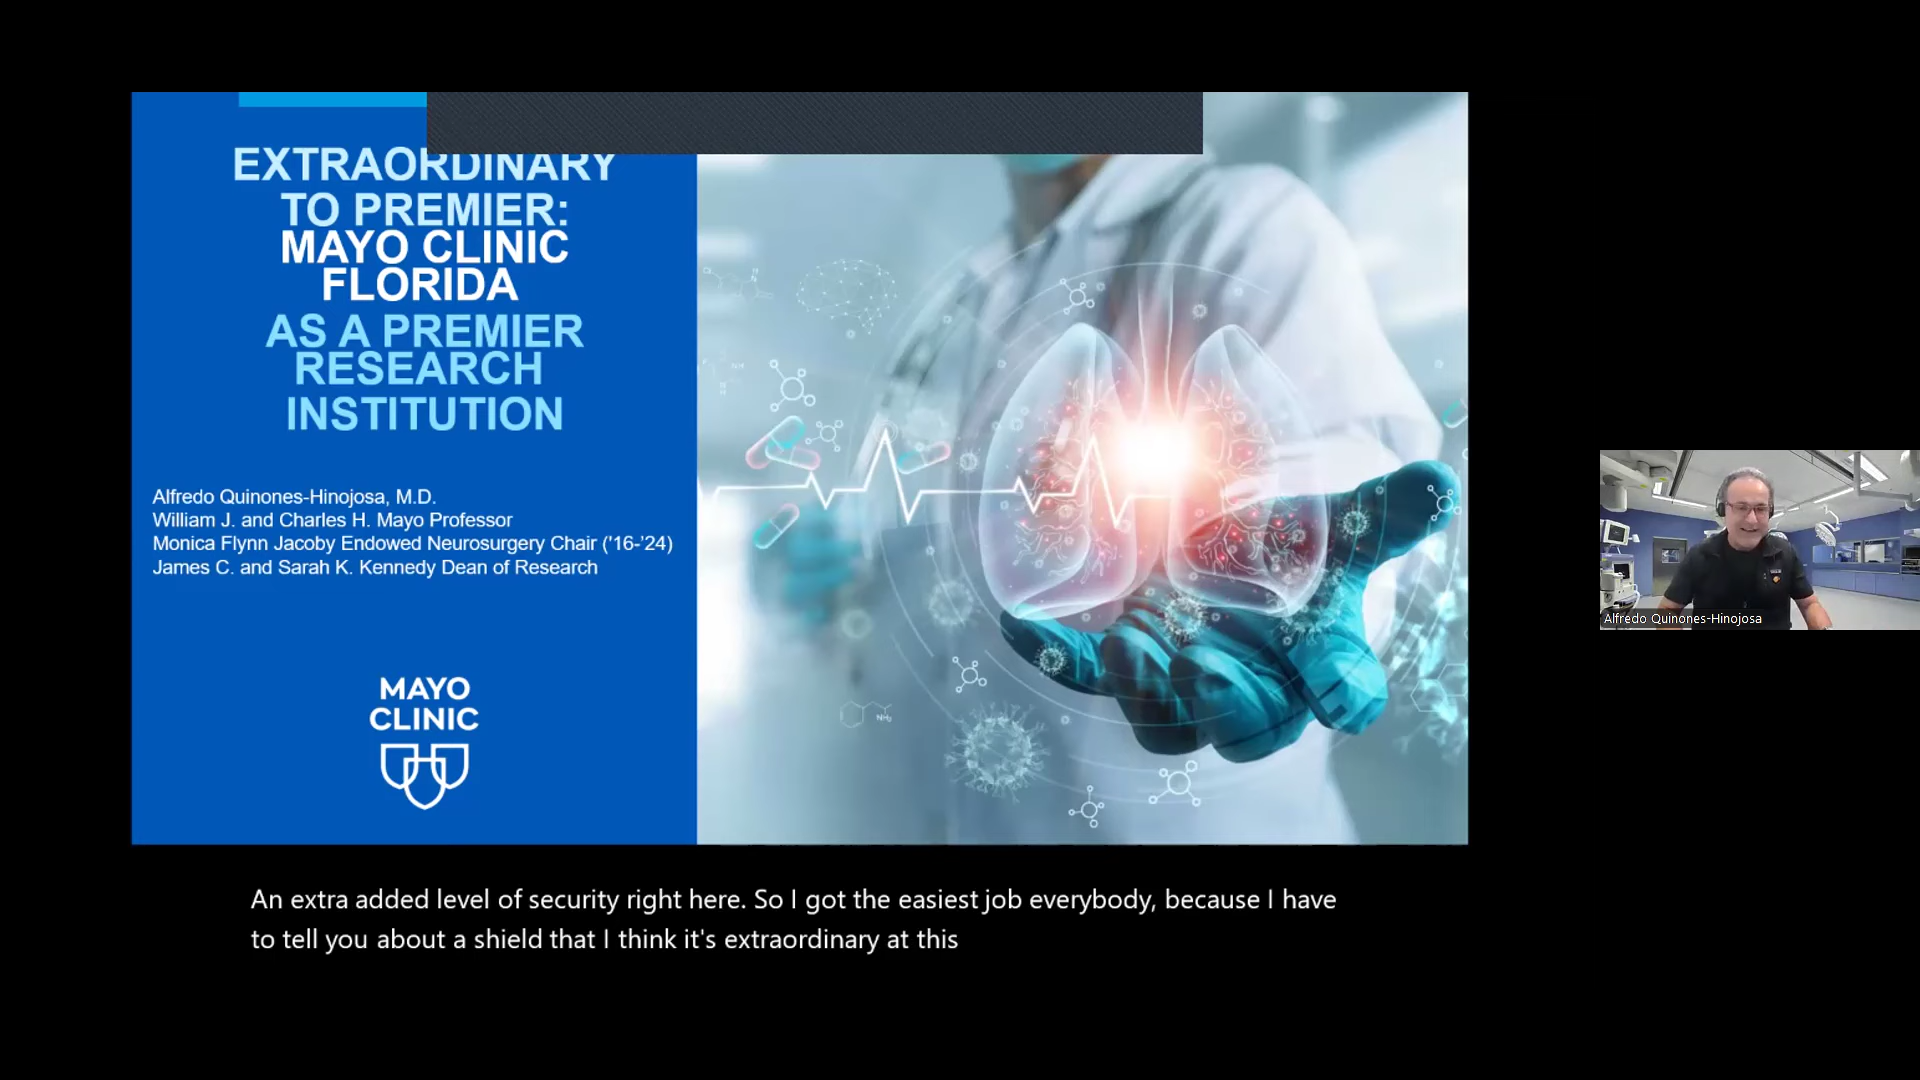 EXTRAORDINARY
TO PREMIER:
MAYO CLINIC
FLORIDA
AS A PREMIER
RESEARCH
INSTITUTION
Alfredo Quinones-Hinojosa, M.D.
William J. and Charles H. Mayo Professor
Monica Flynn Jacoby Endowed Neurosurgery Chair ('16-'24)
James C. and Sarah K. Kennedy Dean of Research
MAYO
CLINIC
NH₂
Alfredo Quinones-Hinojosa
An extra added level of security right here. So I got the easiest job everybody, because I have
to tell you about a shield that I think it's extraordinary at this